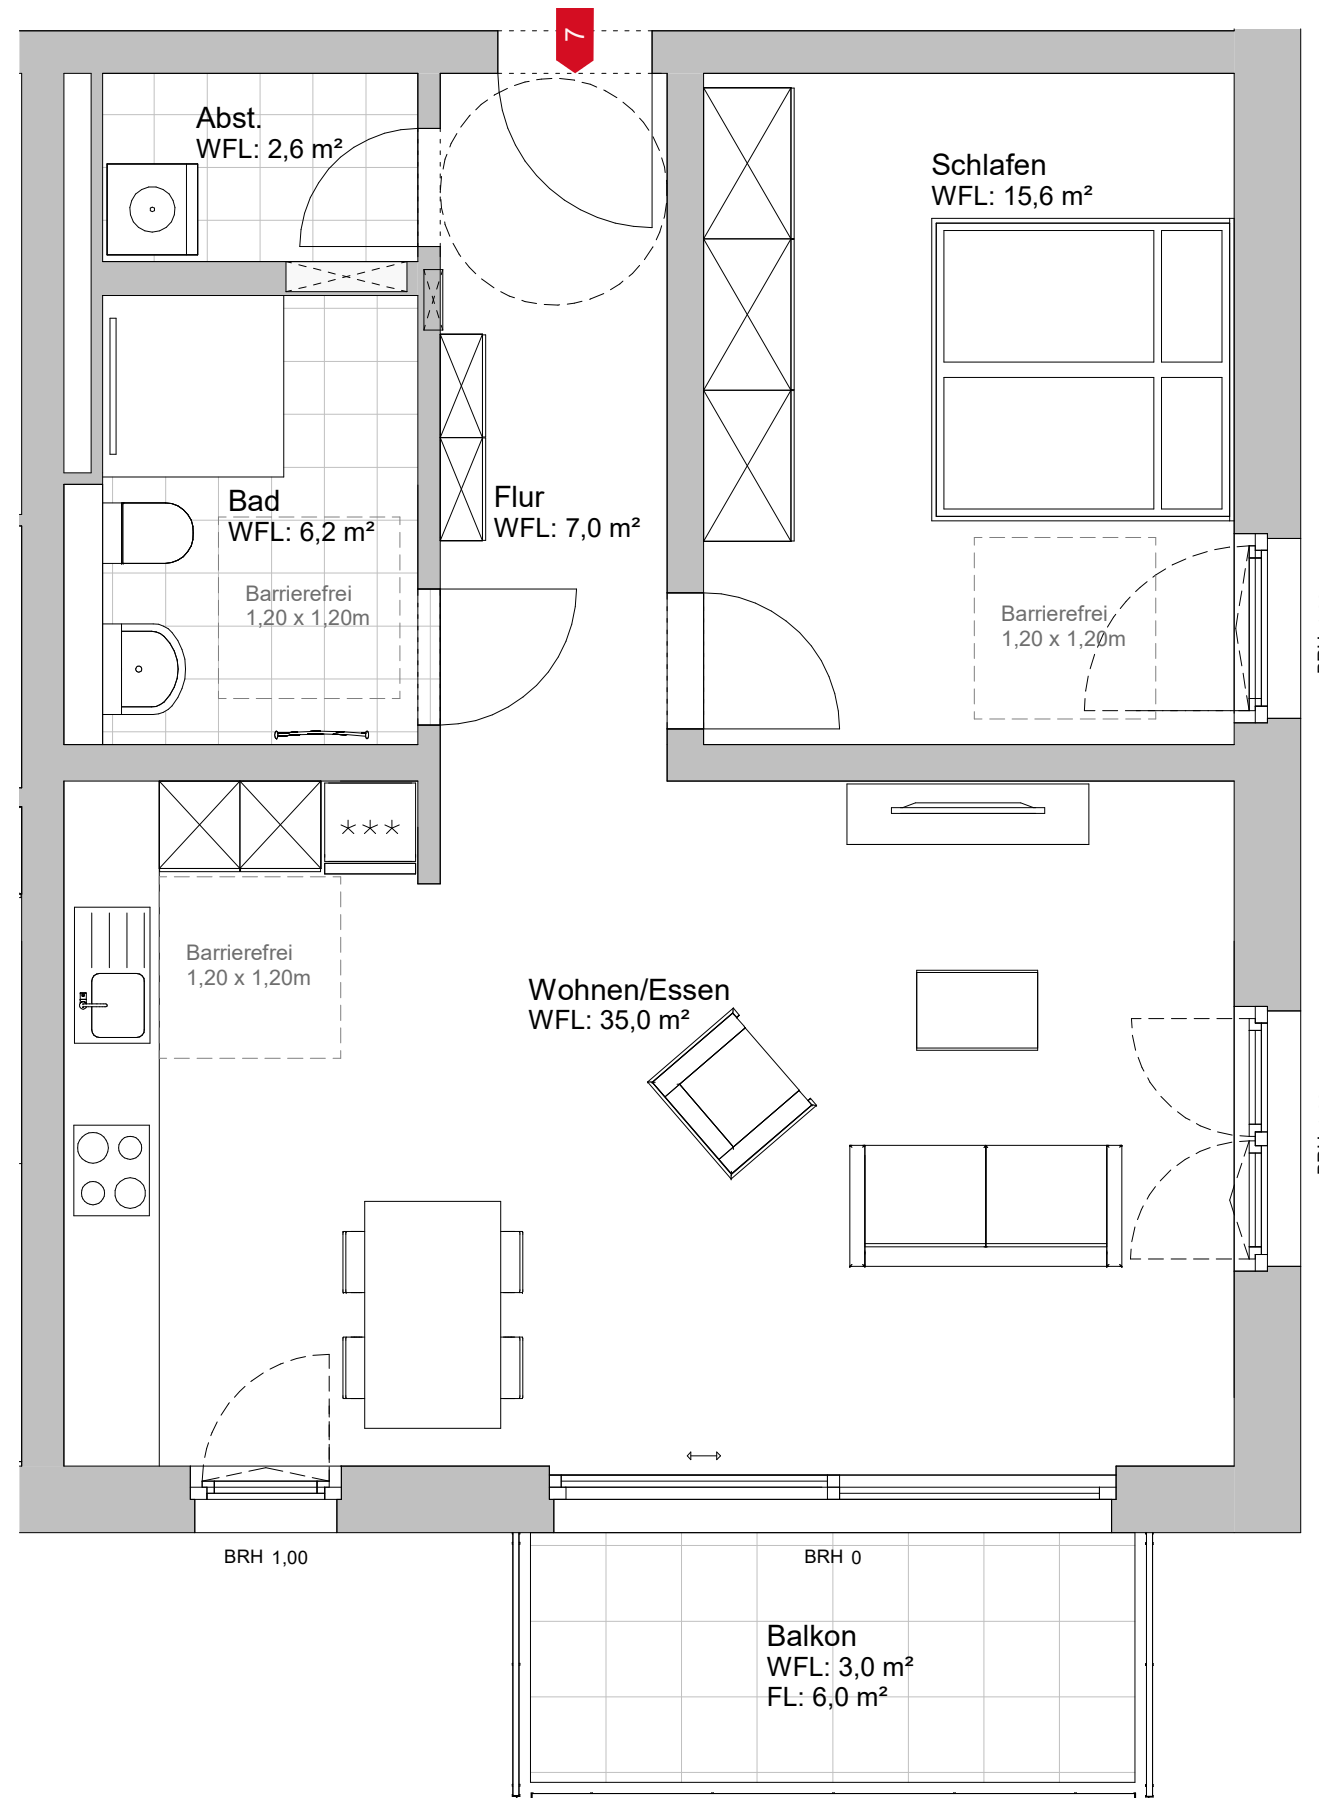 7
Abst.
WFL: 2,6 m²
Schlafen
WFL: 15,6 m²
Bad
WFL: 6,2 m²
Flur
WFL: 7,0 m²
Barrierefrei
1,20 x 1,20m
Barrierefrei
1,20 x 1,20m
Barrierefrei
1,20 x 1,20m
Wohnen/Essen
WFL: 35,0 m²
BRH 1,00
BRH 0
Balkon
WFL: 3,0 m²
FL: 6,0 m²